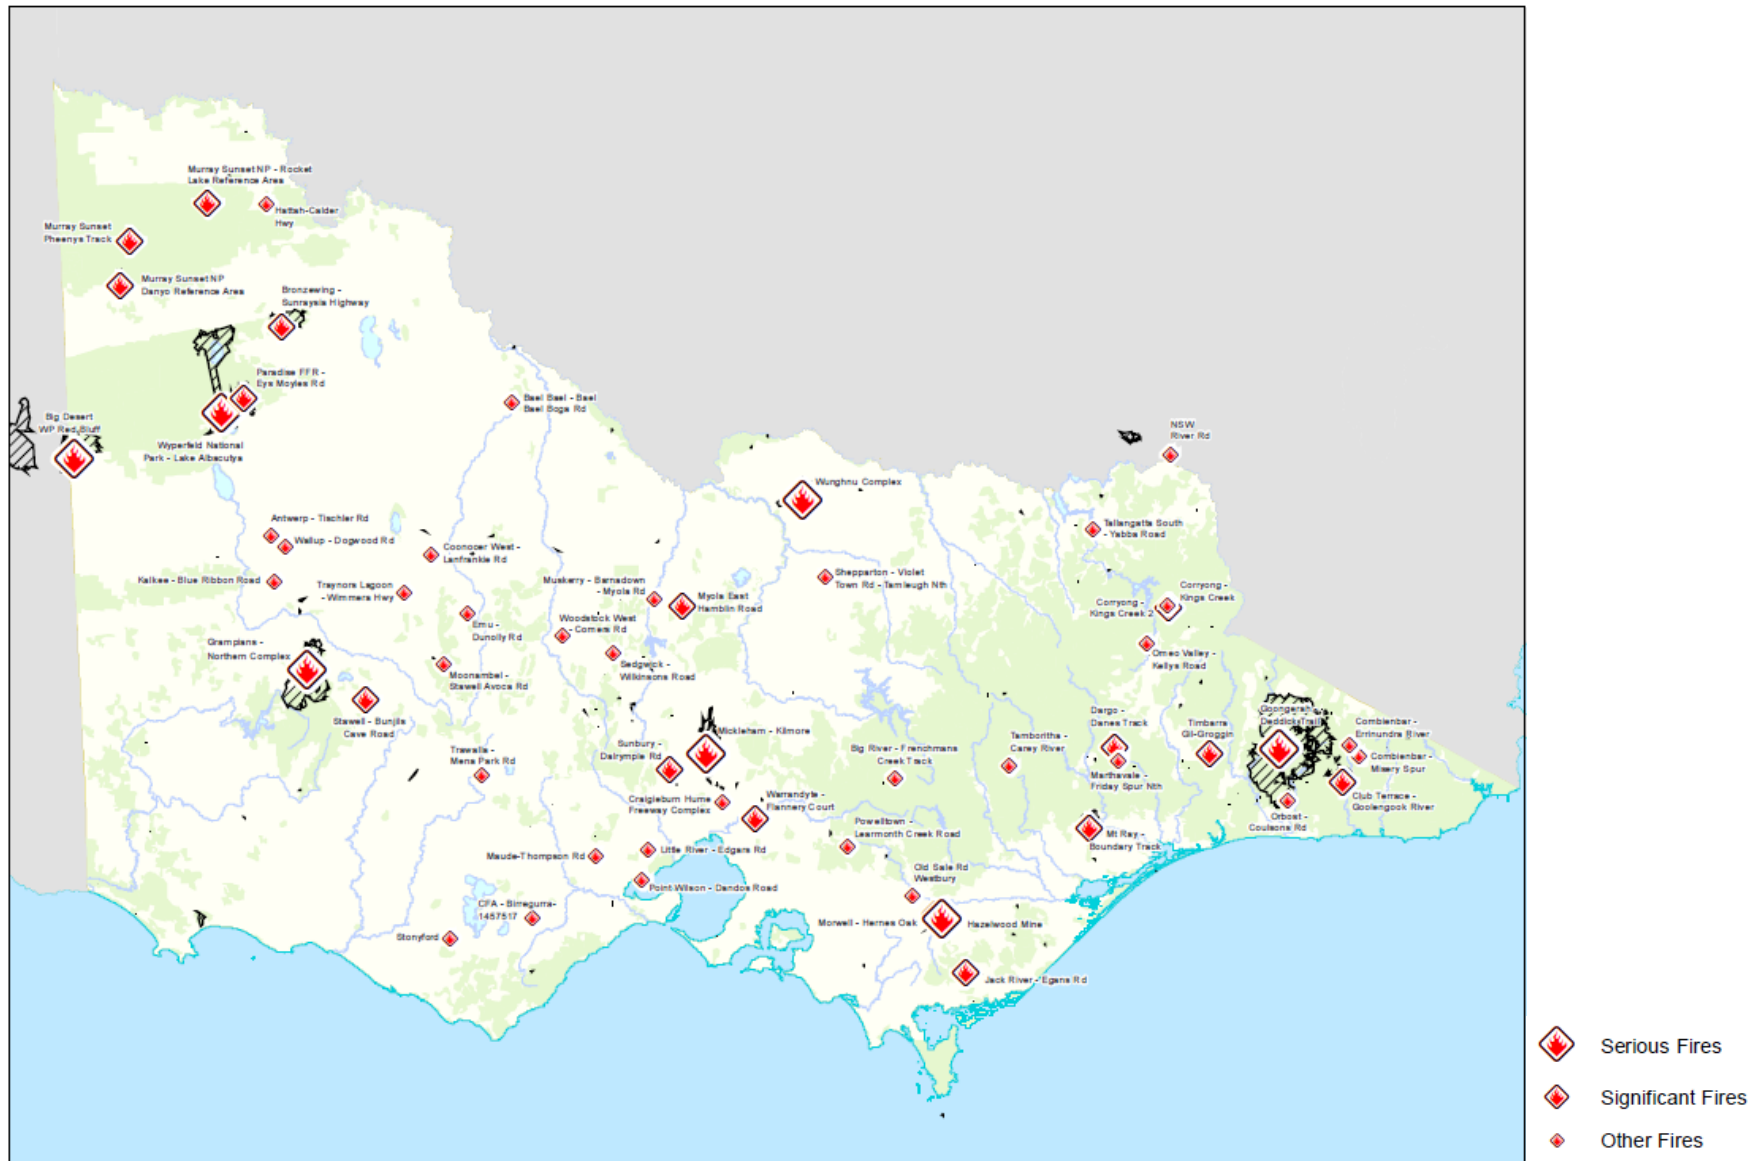 Murray Sunset NP - Rocket
Lake Reference Area
Hattah-Calder
Hwy
Murray Sunset
Pheenys Track
Murray Sunset NP
Danyo Reference Area
Bronzewing -
Sunraysia Highway
Paradise FFR -
Eys Moyles Rd
Big Desert
WP Red Bluff
Wyperfeld National
Park - Lake Albacutya
Bael Bael - Bael
Bael Boga Rd
NSW
River Rd
Wunghnu Complex
Antwerp - Tischler Rd
Wallup - Dogwood Rd
Coonooer West -
Lanfrankie Rd
Tallangatta South
- Yabba Road
Kalkee - Blue Ribbon Road
Traynors Lagoon
- Wimmera Hwy
Muskerry - Barnadown
- Myola Rd
Myola East
Hamblin Road
Shepparton - Violet
Town Rd - Tamleugh Nth
Corryong -
Kings Creek
Corryong -
Kings Creek 2
Emu -
Dunolly Rd
Woodstock West
- Comers Rd
Grampians -
Northern Complex
Omeo Valley -
Kellys Road
Sedgwick -
Wilkinsons Road
Moonambel -
Stawell Avoca Rd
Stawell - Bunjils
Cave Road
Mickleham - Kilmore
Dargo -
Danes Track
Timbarra
Gil-Groggin
Goongerah -
Deddick Trail
Combienbar -
Errinundra River
Combienbar -
Misery Spur
Trawalla -
Mena Park Rd
Sunbury -
Dalrymple Rd
Big River - Frenchmans
Creek Track
Tamboritha -
Carey River
Marthavale -
Friday Spur Nth
Club Terrace -
Goolengook River
Craigieburn Hume
Freeway Complex
Warrandyte -
Flannery Court
Powelltown -
Learmonth Creek Road
Orbost -
Coulsons Rd
Mt Ray -
Boundary Track
Maude-Thompson Rd
Little River - Edgars Rd
Point Wilson - Dandos Road
Old Sale Rd
Westbury
CFA - Birregurra-
1457517
Morwell - Hernes Oak
Hazelwood Mine
Stonyford
Jack River - Egans Rd
Serious Fires
Significant Fires
Other Fires